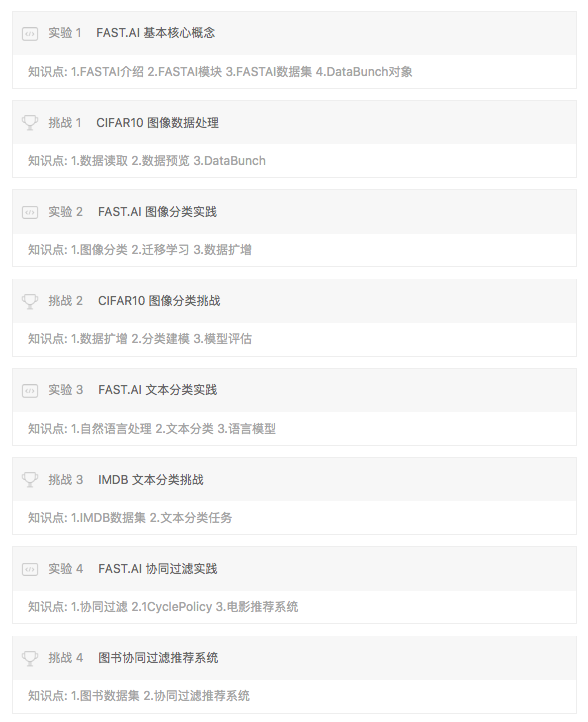 实验 1 FAST.AI 基本核心概念
知识点: 1.FASTAI介绍 2.FASTAI模块 3.FASTAI数据集 4.DataBunch对象
挑战 1 CIFAR10 图像数据处理
知识点: 1.数据读取 2.数据预览 3.DataBunch
实验 2 FAST.AI 图像分类实践
知识点: 1.图像分类 2.迁移学习 3.数据扩增
挑战 2 CIFAR10 图像分类挑战
知识点: 1.数据扩增 2.分类建模 3.模型评估
实验 3 FAST.AI 文本分类实践
知识点: 1.自然语言处理 2.文本分类 3.语言模型
挑战 3 IMDB 文本分类挑战
知识点: 1.IMDB数据集 2.文本分类任务
实验 4 FAST.AI 协同过滤实践
知识点: 1.协同过滤 2.1CyclePolicy 3.电影推荐系统
挑战 4 图书协同过滤推荐系统
知识点: 1.图书数据集 2.协同过滤推荐系统